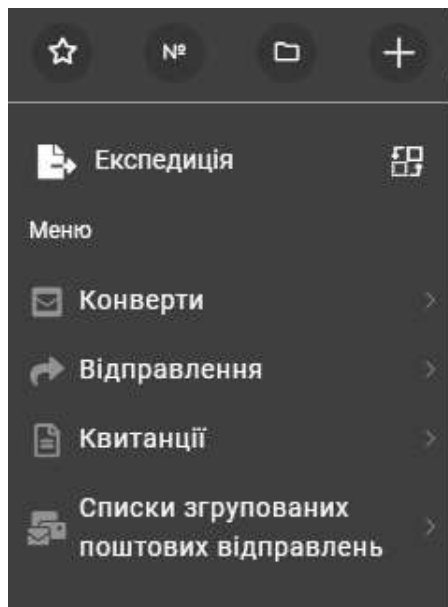 №
Експедиція
Меню
Конверти
Відправлення
Квитанції
Списки згрупованих
поштових відправлень